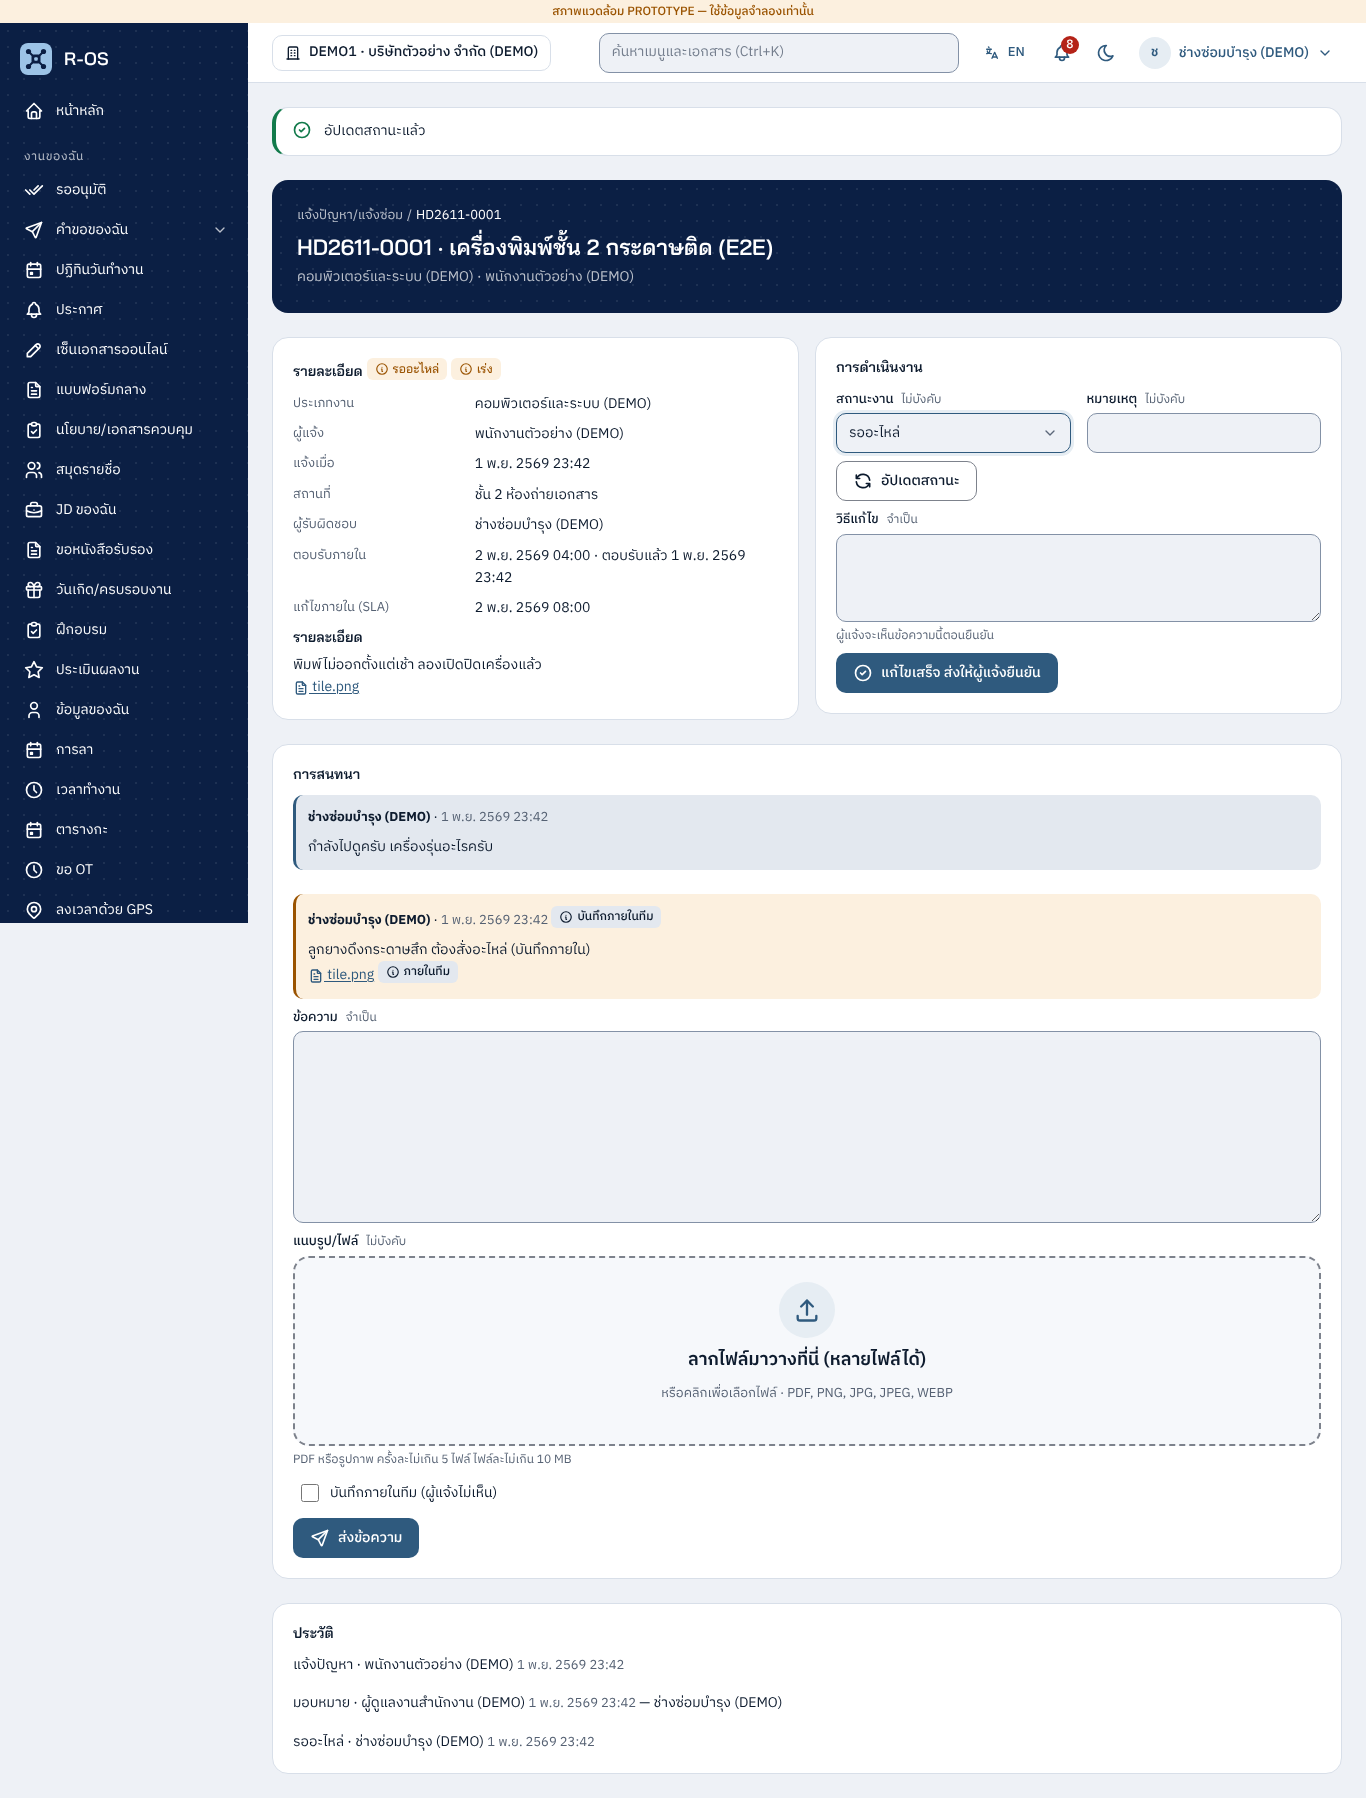 สภาพแวดล้อม PROTOTYPE — ใช้ข้อมูลจำลองเท่านั้น
R-OS
DEMO1 · บริษัทตัวอย่าง จำกัด (DEMO)
ค้นหาเมนูและเอกสาร (Ctrl+K)
EN
8
ช
ช่างซ่อมบำรุง (DEMO)
หน้าหลัก
งานของฉัน
รออนุมัติ
คำขอของฉัน
ปฏิทินวันทำงาน
ประกาศ
เซ็นเอกสารออนไลน์
แบบฟอร์มกลาง
นโยบาย/เอกสารควบคุม
สมุดรายชื่อ
JD ของฉัน
ขอหนังสือรับรอง
วันเกิด/ครบรอบงาน
ฝึกอบรม
ประเมินผลงาน
ข้อมูลของฉัน
การลา
เวลาทำงาน
ตารางกะ
ขอ OT
ลงเวลาด้วย GPS
อัปเดตสถานะแล้ว
แจ้งปัญหา/แจ้งซ่อม / HD2611-0001
HD2611-0001 · เครื่องพิมพ์ชั้น 2 กระดาษติด (E2E)
คอมพิวเตอร์และระบบ (DEMO) · พนักงานตัวอย่าง (DEMO)
รายละเอียด รออะไหล่ เร่ง
ประเภทงาน คอมพิวเตอร์และระบบ (DEMO)
ผู้แจ้ง พนักงานตัวอย่าง (DEMO)
แจ้งเมื่อ 1 พ.ย. 2569 23:42
สถานที่ ชั้น 2 ห้องถ่ายเอกสาร
ผู้รับผิดชอบ ช่างซ่อมบำรุง (DEMO)
ตอบรับภายใน 2 พ.ย. 2569 04:00 · ตอบรับแล้ว 1 พ.ย. 2569
23:42
แก้ไขภายใน (SLA) 2 พ.ย. 2569 08:00
รายละเอียด
พิมพ์ไม่ออกตั้งแต่เช้า ลองเปิดปิดเครื่องแล้ว
tile.png
การดำเนินงาน
สถานะงาน ไม่บังคับ
หมายเหตุ ไม่บังคับ
รออะไหล่
อัปเดตสถานะ
วิธีแก้ไข จำเป็น
ผู้แจ้งจะเห็นข้อความนี้ตอนยืนยัน
แก้ไขเสร็จ ส่งให้ผู้แจ้งยืนยัน
การสนทนา
ช่างซ่อมบำรุง (DEMO) · 1 พ.ย. 2569 23:42
กำลังไปดูครับ เครื่องรุ่นอะไรครับ
ช่างซ่อมบำรุง (DEMO) · 1 พ.ย. 2569 23:42 บันทึกภายในทีม
ลูกยางดึงกระดาษสึก ต้องสั่งอะไหล่ (บันทึกภายใน)
tile.png ภายในทีม
ข้อความ จำเป็น
แนบรูป/ไฟล์ ไม่บังคับ
ลากไฟล์มาวางที่นี่ (หลายไฟล์ได้)
หรือคลิกเพื่อเลือกไฟล์ · PDF, PNG, JPG, JPEG, WEBP
PDF หรือรูปภาพ ครั้งละไม่เกิน 5 ไฟล์ ไฟล์ละไม่เกิน 10 MB
บันทึกภายในทีม (ผู้แจ้งไม่เห็น)
ส่งข้อความ
ประวัติ
แจ้งปัญหา · พนักงานตัวอย่าง (DEMO) 1 พ.ย. 2569 23:42
มอบหมาย · ผู้ดูแลงานสำนักงาน (DEMO) 1 พ.ย. 2569 23:42 — ช่างซ่อมบำรุง (DEMO)
รออะไหล่ · ช่างซ่อมบำรุง (DEMO) 1 พ.ย. 2569 23:42